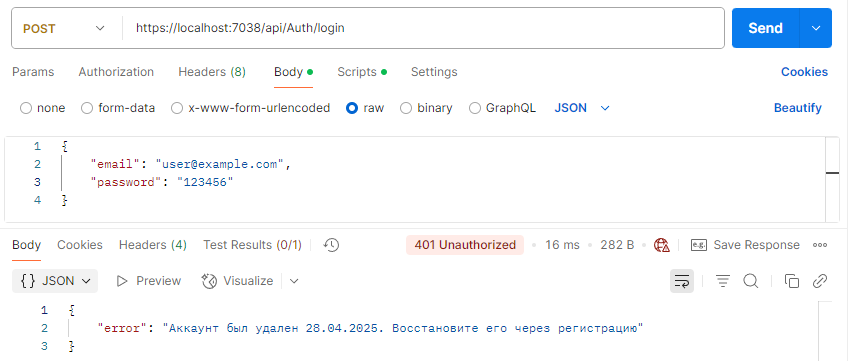 POST https://localhost:7038/api/Auth/login Send
Params Authorization Headers (8) Body Scripts Settings Cookies
none form-data x-www-form-urlencoded raw binary GraphQL JSON Beautify
1 {
2 "email": "user@example.com",
3 "password": "123456"
4 }
Body Cookies Headers (4) Test Results (0/1) 401 Unauthorized 16 ms 282 B e.g. Save Response
{} JSON Preview Visualize
1 {
2 "error": "Аккаунт был удален 28.04.2025. Восстановите его через регистрацию"
3 }